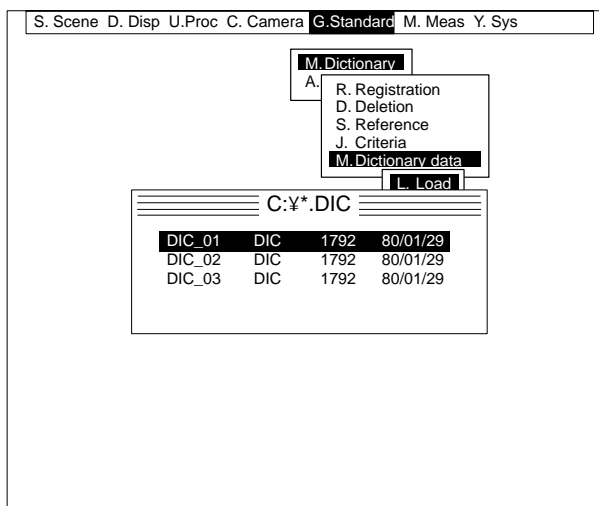 S. Scene D. Disp U.Proc C. Camera G.Standard M. Meas Y. Sys
M.Dictionary
A.
R. Registration
D. Deletion
S. Reference
J. Criteria
M.Dictionary data
L. Load
C:¥*.DIC
DIC_01 DIC 1792 80/01/29
DIC_02 DIC 1792 80/01/29
DIC_03 DIC 1792 80/01/29